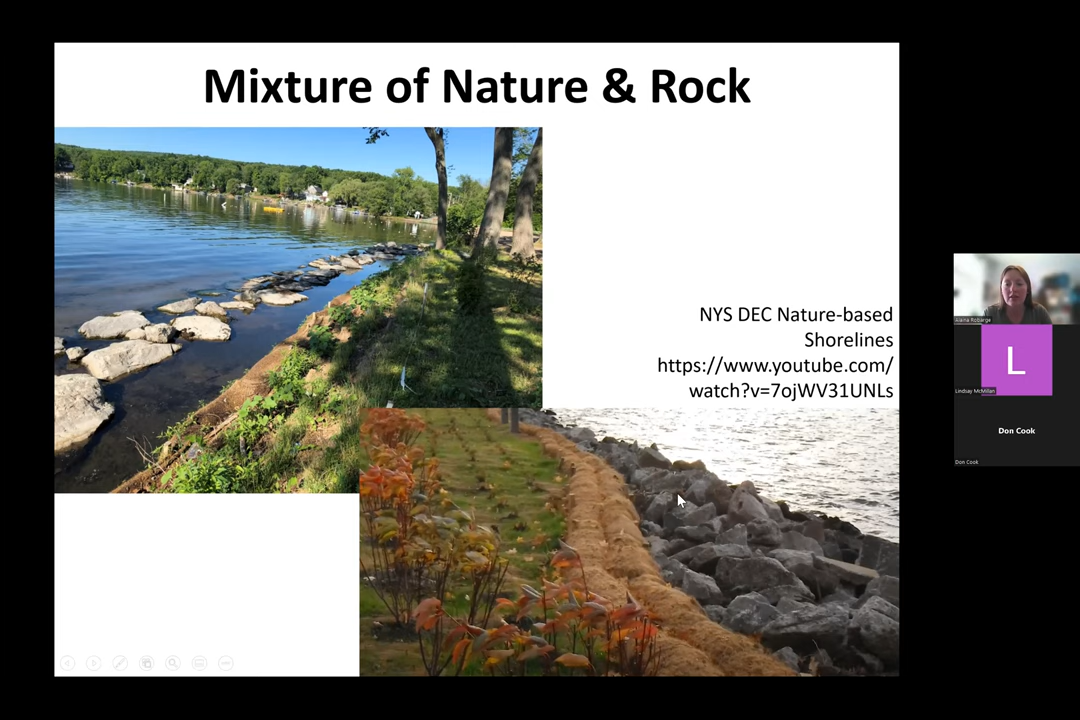 Mixture of Nature & Rock
NYS DEC Nature-based
Shorelines
https://www.youtube.com/
watch?v=7ojWV31UNLs
Alaina Robarge
L
Lindsay McMillan
Don Cook
Don Cook